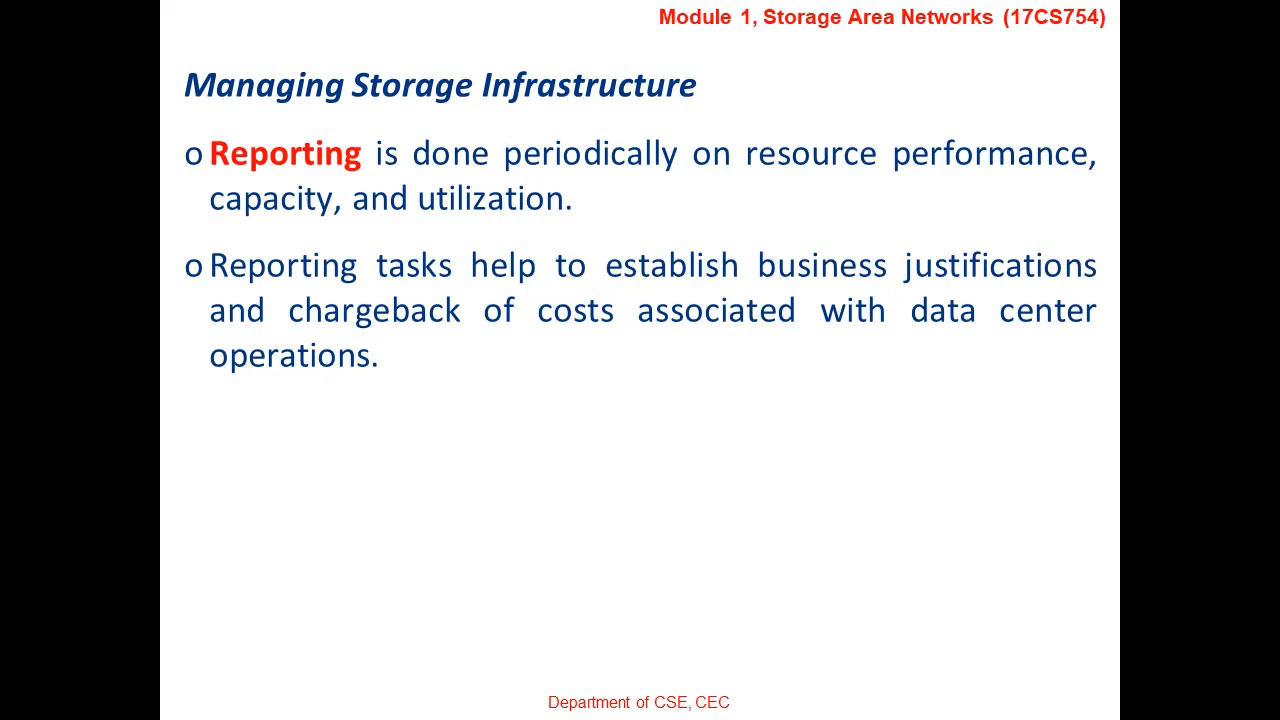 Module 1, Storage Area Networks (17CS754)
Managing Storage Infrastructure
o Reporting is done periodically on resource performance,
capacity, and utilization.
o Reporting tasks help to establish business justifications
and chargeback of costs associated with data center
operations.
Department of CSE, CEC